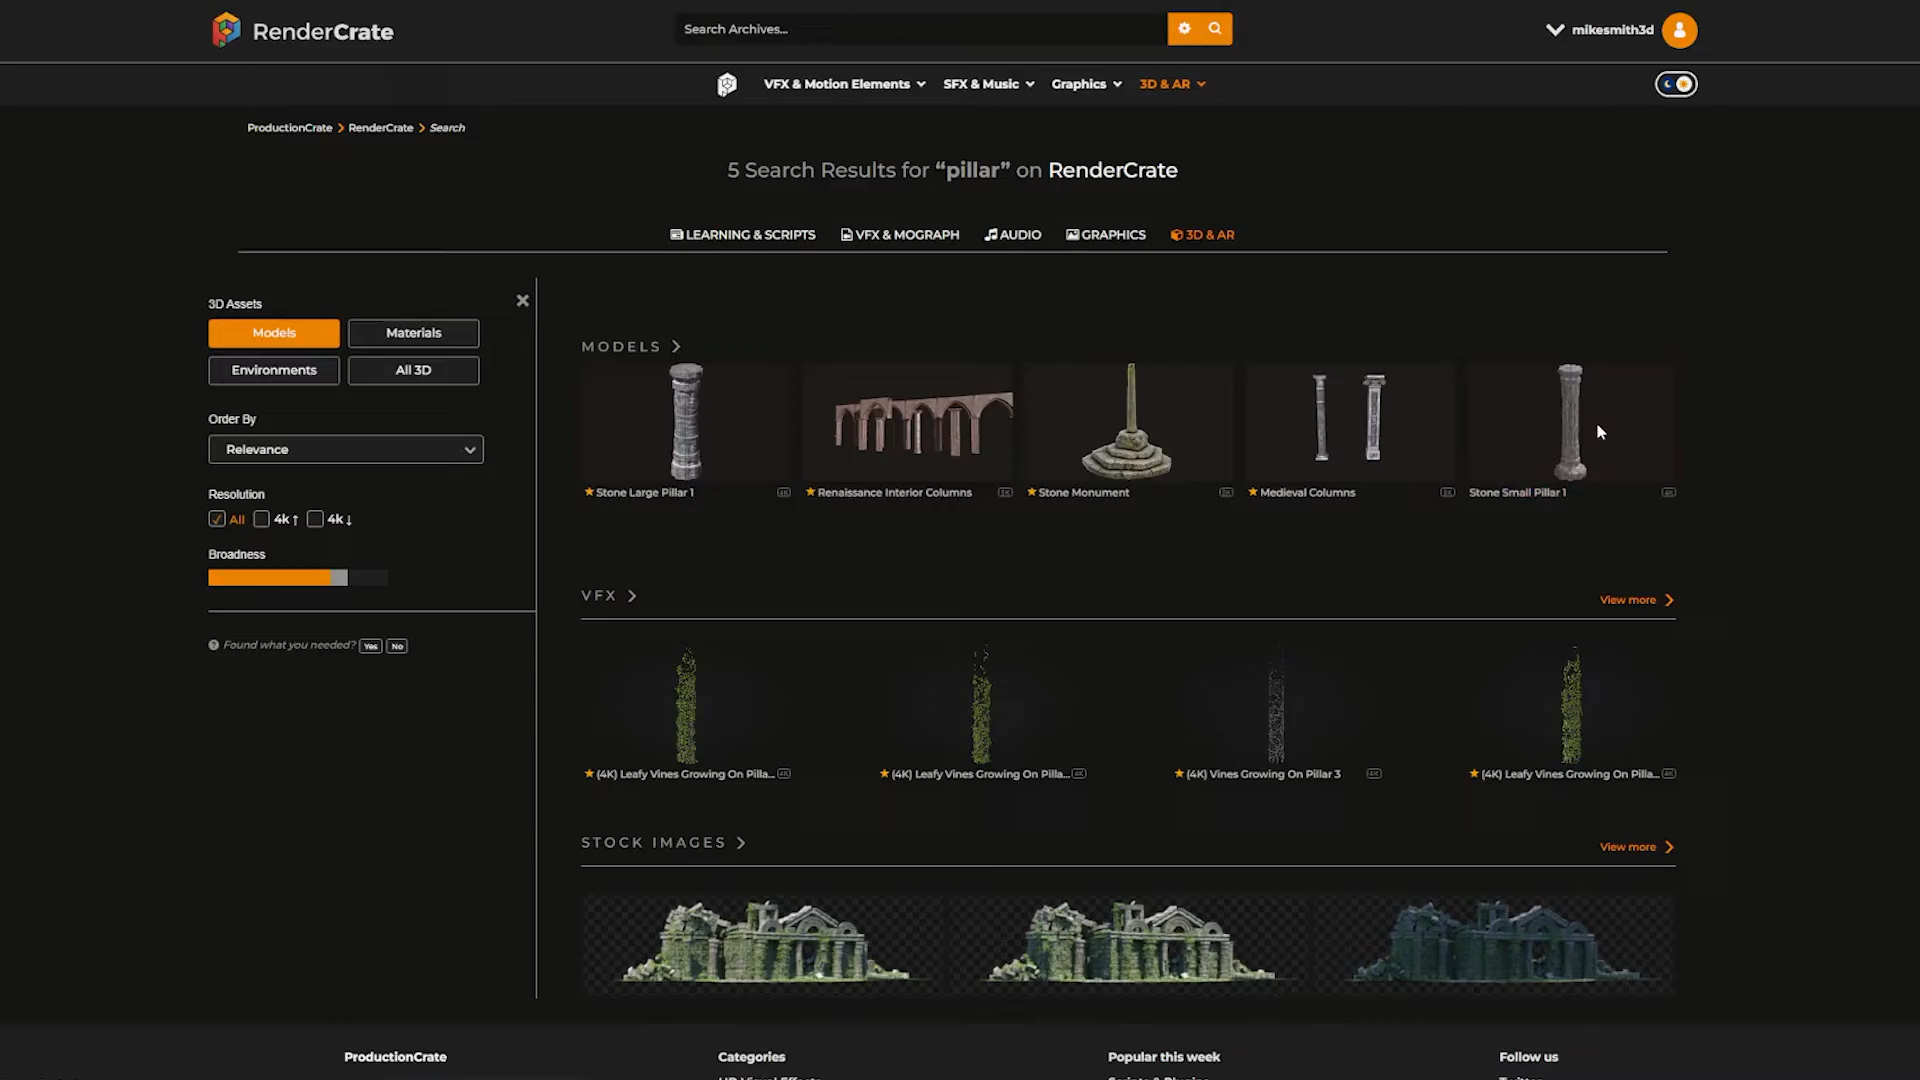 RenderCrate
Search Archives...
mikesmith3d
VFX & Motion Elements
SFX & Music
Graphics
3D & AR
ProductionCrate
RenderCrate
Search
5 Search Results for “pillar” on RenderCrate
LEARNING & SCRIPTS
VFX & MOGRAPH
AUDIO
GRAPHICS
3D & AR
3D Assets
Models
Materials
Environments
All 3D
Order By
Relevance
Resolution
All
4k↑
4k↓
Broadness
Found what you needed?
Yes
No
MODELS
Stone Large Pillar 1
Renaissance Interior Columns
Stone Monument
Medieval Columns
Stone Small Pillar 1
VFX
View more
(4K) Leafy Vines Growing On Pilla...
(4K) Leafy Vines Growing On Pilla...
(4K) Vines Growing On Pillar 3
(4K) Leafy Vines Growing On Pilla...
STOCK IMAGES
View more
ProductionCrate
Categories
Popular this week
Follow us